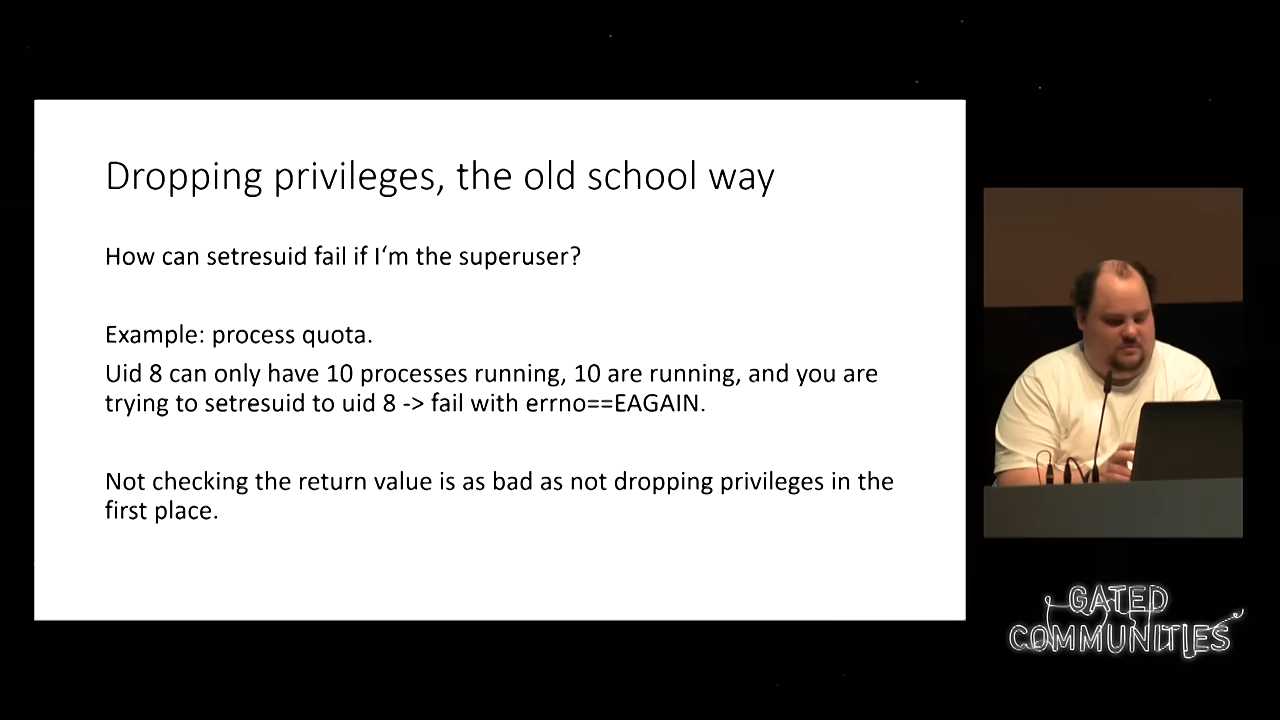 Dropping privileges, the old school way
How can setresuid fail if I‘m the superuser?
Example: process quota.
Uid 8 can only have 10 processes running, 10 are running, and you are
trying to setresuid to uid 8 -> fail with errno==EAGAIN.
Not checking the return value is as bad as not dropping privileges in the
first place.
GATED
COMMUNITIES